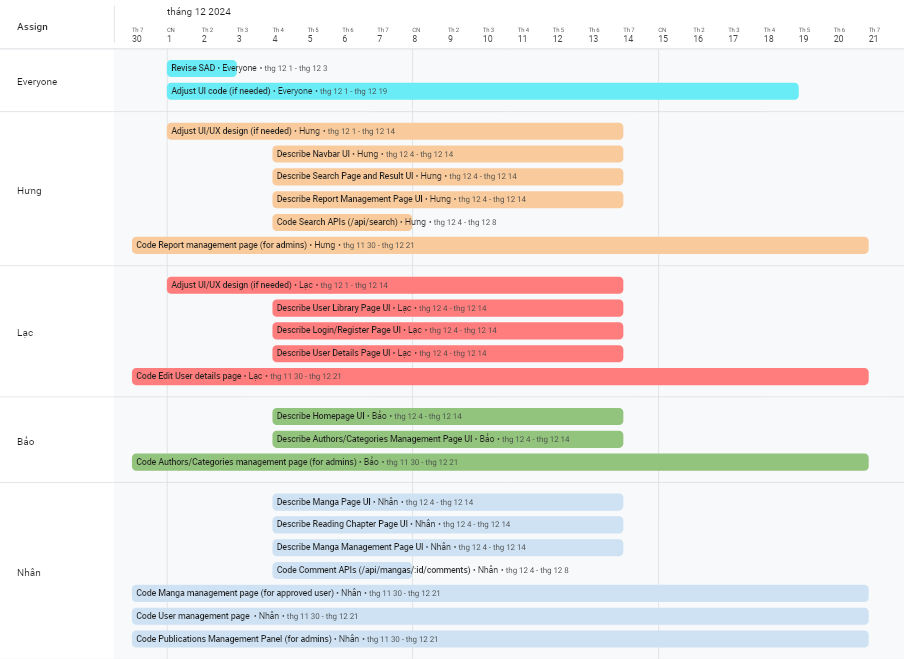 tháng 12 2024
Assign
Th 7 CN Th 2 Th 3 Th 4 Th 5 Th 6 Th 7 CN Th 2 Th 3 Th 4 Th 5 Th 6 Th 7 CN Th 2 Th 3 Th 4 Th 5 Th 6 Th 7
30 1 2 3 4 5 6 7 8 9 10 11 12 13 14 15 16 17 18 19 20 21
Everyone
Revise SAD • Everyone • thg 12 1 - thg 12 3
Adjust UI code (if needed) • Everyone • thg 12 1 - thg 12 19
Hưng
Adjust UI/UX design (if needed) • Hưng • thg 12 1 - thg 12 14
Describe Navbar UI • Hưng • thg 12 4 - thg 12 14
Describe Search Page and Result UI • Hưng • thg 12 4 - thg 12 14
Describe Report Management Page UI • Hưng • thg 12 4 - thg 12 14
Code Search APIs (/api/search) • Hưng • thg 12 4 - thg 12 8
Code Report management page (for admins) • Hưng • thg 11 30 - thg 12 21
Lạc
Adjust UI/UX design (if needed) • Lạc • thg 12 1 - thg 12 14
Describe User Library Page UI • Lạc • thg 12 4 - thg 12 14
Describe Login/Register Page UI • Lạc • thg 12 4 - thg 12 14
Describe User Details Page UI • Lạc • thg 12 4 - thg 12 14
Code Edit User details page • Lạc • thg 11 30 - thg 12 21
Bảo
Describe Homepage UI • Bảo • thg 12 4 - thg 12 14
Describe Authors/Categories Management Page UI • Bảo • thg 12 4 - thg 12 14
Code Authors/Categories management page (for admins) • Bảo • thg 11 30 - thg 12 21
Nhân
Describe Manga Page UI • Nhân • thg 12 4 - thg 12 14
Describe Reading Chapter Page UI • Nhân • thg 12 4 - thg 12 14
Describe Manga Management Page UI • Nhân • thg 12 4 - thg 12 14
Code Comment APIs (/api/mangas/:id/comments) • Nhân • thg 12 4 - thg 12 8
Code Manga management page (for approved user) • Nhân • thg 11 30 - thg 12 21
Code User management page • Nhân • thg 11 30 - thg 12 21
Code Publications Management Panel (for admins) • Nhân • thg 11 30 - thg 12 21